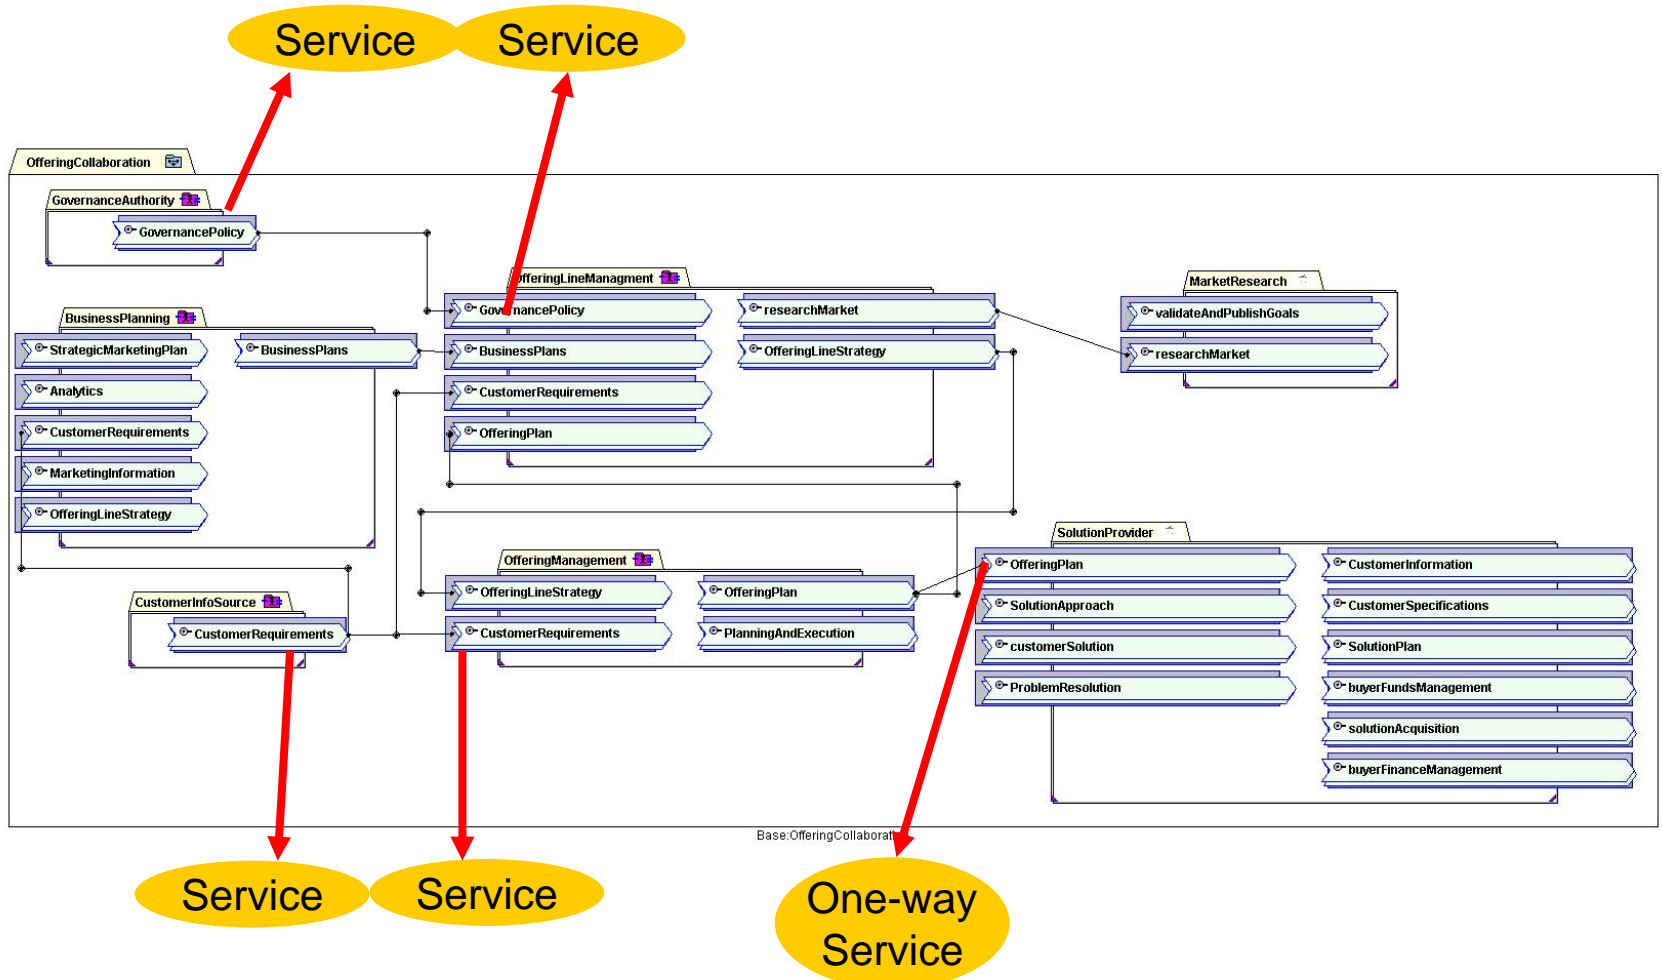 Service
Service
OfferingCollaboration
GovernanceAuthority
GovernancePolicy
OfferingLineManagment
GovernancePolicy
researchMarket
BusinessPlans
OfferingLineStrategy
CustomerRequirements
OfferingPlan
MarketResearch
validateAndPublishGoals
researchMarket
BusinessPlanning
StrategicMarketingPlan
BusinessPlans
Analytics
CustomerRequirements
MarketingInformation
OfferingLineStrategy
CustomerInfoSource
CustomerRequirements
OfferingManagement
OfferingLineStrategy
OfferingPlan
CustomerRequirements
PlanningAndExecution
SolutionProvider
OfferingPlan
CustomerInformation
SolutionApproach
CustomerSpecifications
customerSolution
SolutionPlan
ProblemResolution
buyerFundsManagement
solutionAcquisition
buyerFinanceManagement
Base:OfferingCollaborat
Service
Service
One-way
Service